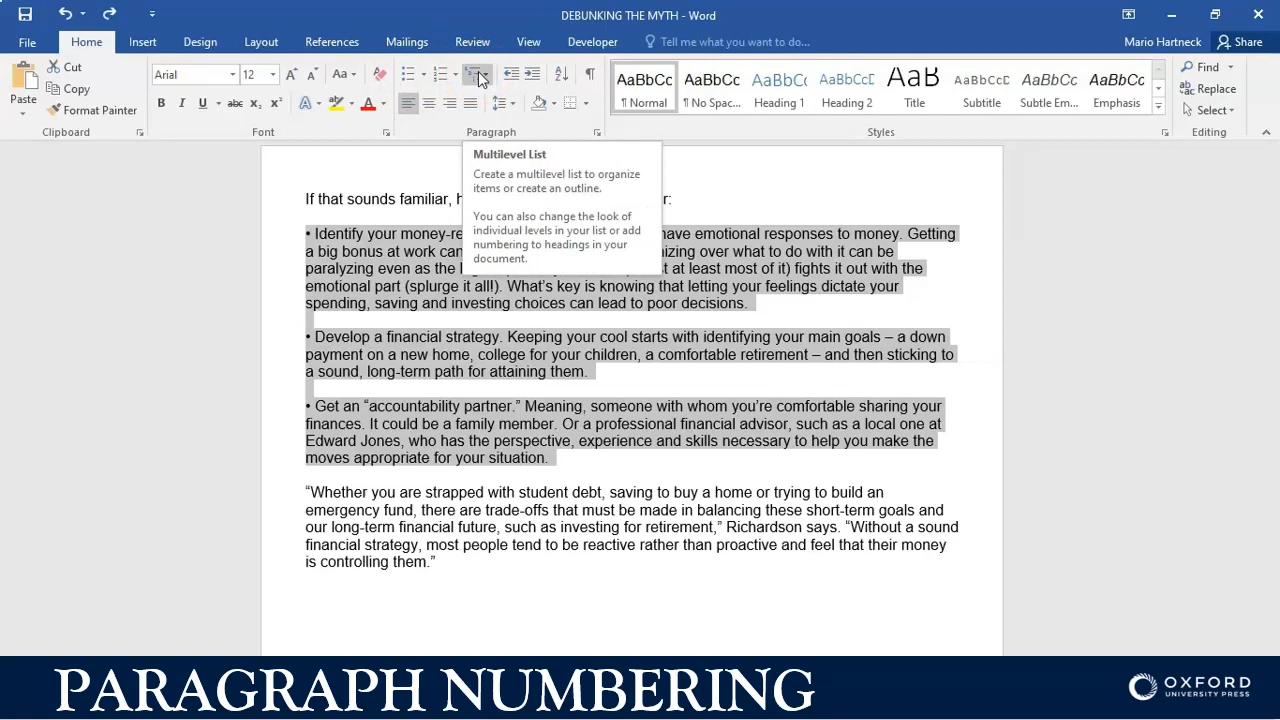 DEBUNKING THE MYTH - Word
File Home Insert Design Layout References Mailings Review View Developer Tell me what you want to do... Mario Hartneck Share
Paste
Cut
Copy
Format Painter
Clipboard
Arial 12 Aa
B I U abc x₂ x² A ab A
Font
Paragraph
AaBbCc AaBbCc AaBbCc AaBbCcD AaB AaBbCcD AaBbCcD AaBbCc
¶ Normal ¶ No Spac... Heading 1 Heading 2 Title Subtitle Subtle Em... Emphasis
Styles
Find
Replace
Select
Editing
Multilevel List
Create a multilevel list to organize
items or create an outline.
You can also change the look of
individual levels in your list or add
numbering to headings in your
document.
If that sounds familiar, r:
• Identify your money-re have emotional responses to money. Getting
a big bonus at work can nizing over what to do with it can be
paralyzing even as the at least most of it) fights it out with the
emotional part (splurge it all!). What’s key is knowing that letting your feelings dictate your
spending, saving and investing choices can lead to poor decisions.
• Develop a financial strategy. Keeping your cool starts with identifying your main goals – a down
payment on a new home, college for your children, a comfortable retirement – and then sticking to
a sound, long-term path for attaining them.
• Get an “accountability partner.” Meaning, someone with whom you’re comfortable sharing your
finances. It could be a family member. Or a professional financial advisor, such as a local one at
Edward Jones, who has the perspective, experience and skills necessary to help you make the
moves appropriate for your situation.
“Whether you are strapped with student debt, saving to buy a home or trying to build an
emergency fund, there are trade-offs that must be made in balancing these short-term goals and
our long-term financial future, such as investing for retirement,” Richardson says. “Without a sound
financial strategy, most people tend to be reactive rather than proactive and feel that their money
is controlling them.”
PARAGRAPH NUMBERING
OXFORD
UNIVERSITY PRESS